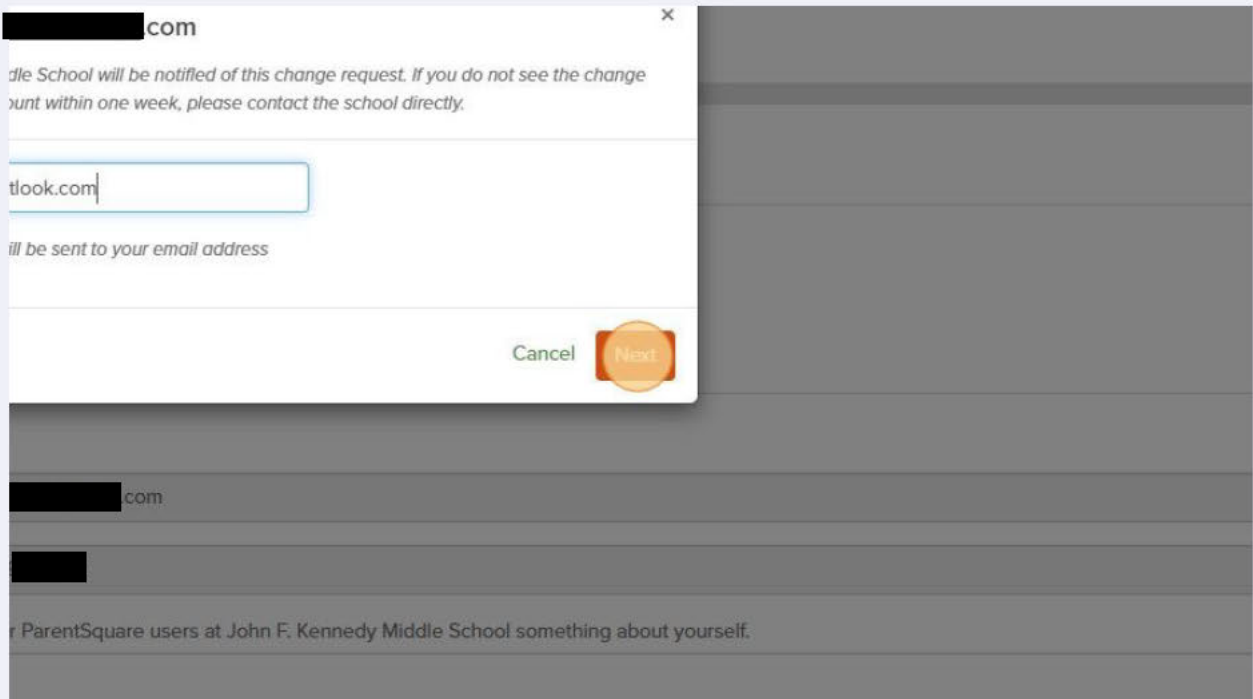 .com
×
dle School will be notified of this change request. If you do not see the change
ount within one week, please contact the school directly.
tlook.com
ill be sent to your email address
Cancel Next
.com
r ParentSquare users at John F. Kennedy Middle School something about yourself.